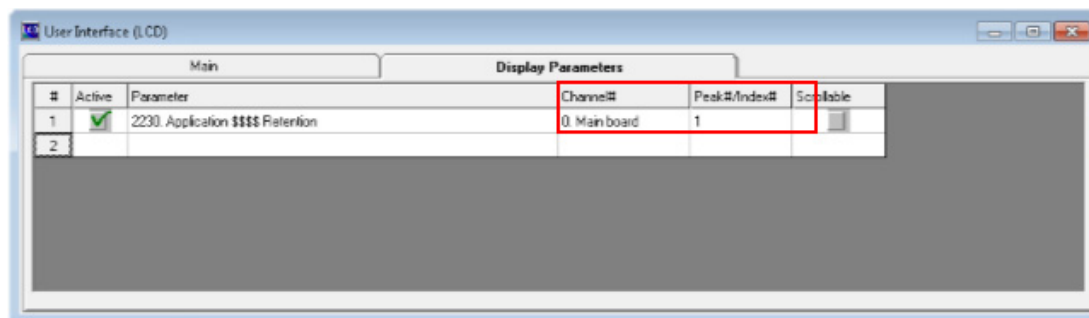 User Interface (LCD)
Main Display Parameters
# Active Parameter Channel# Peak#/Index# Scrollable
1 2230. Application $$$$ Retention 0. Main board 1
2